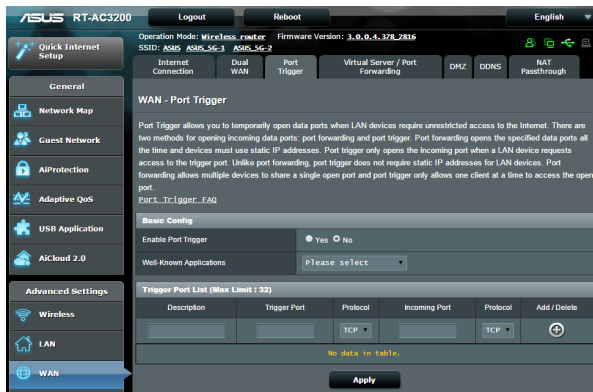 ASUS RT-AC3200 Logout Reboot English
Operation Mode: Wireless router Firmware Version: 3.0.0.4.378_2816
SSID: ASUS ASUS_5G-1 ASUS_5G-2
Quick Internet Setup
General
Network Map
Guest Network
AiProtection
Adaptive QoS
USB Application
AiCloud 2.0
Advanced Settings
Wireless
LAN
WAN
Internet Connection Dual WAN Port Trigger Virtual Server / Port Forwarding DMZ DDNS NAT Passthrough
WAN - Port Trigger
Port Trigger allows you to temporarily open data ports when LAN devices require unrestricted access to the Internet. There are
two methods for opening incoming data ports: port forwarding and port trigger. Port forwarding opens the specified data ports all
the time and devices must use static IP addresses. Port trigger only opens the incoming port when a LAN device requests
access to the trigger port. Unlike port forwarding, port trigger does not require static IP addresses for LAN devices. Port
forwarding allows multiple devices to share a single open port and port trigger only allows one client at a time to access the open
port.
Port Trigger FAQ
Basic Config
Enable Port Trigger Yes No
Well-Known Applications Please select
Trigger Port List (Max Limit : 32)
Description Trigger Port Protocol Incoming Port Protocol Add / Delete
TCP TCP
No data in table.
Apply